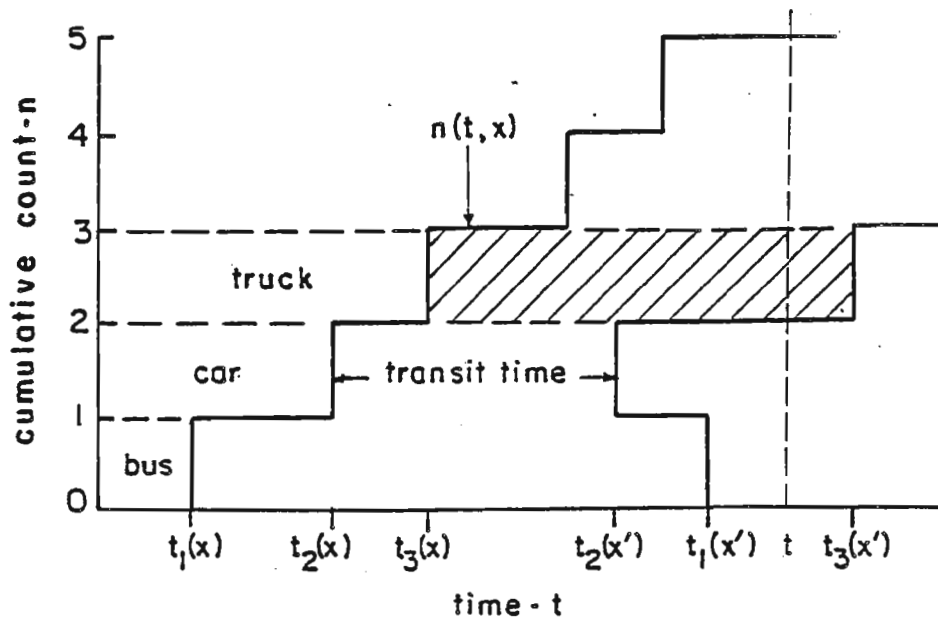 5
4
3
2
1
0
cumulative count-n
n(t,x)
truck
car
transit time
bus
t₁(x) t₂(x) t₃(x) t₂(x′) t₁(x′) t t₃(x′)
time - t